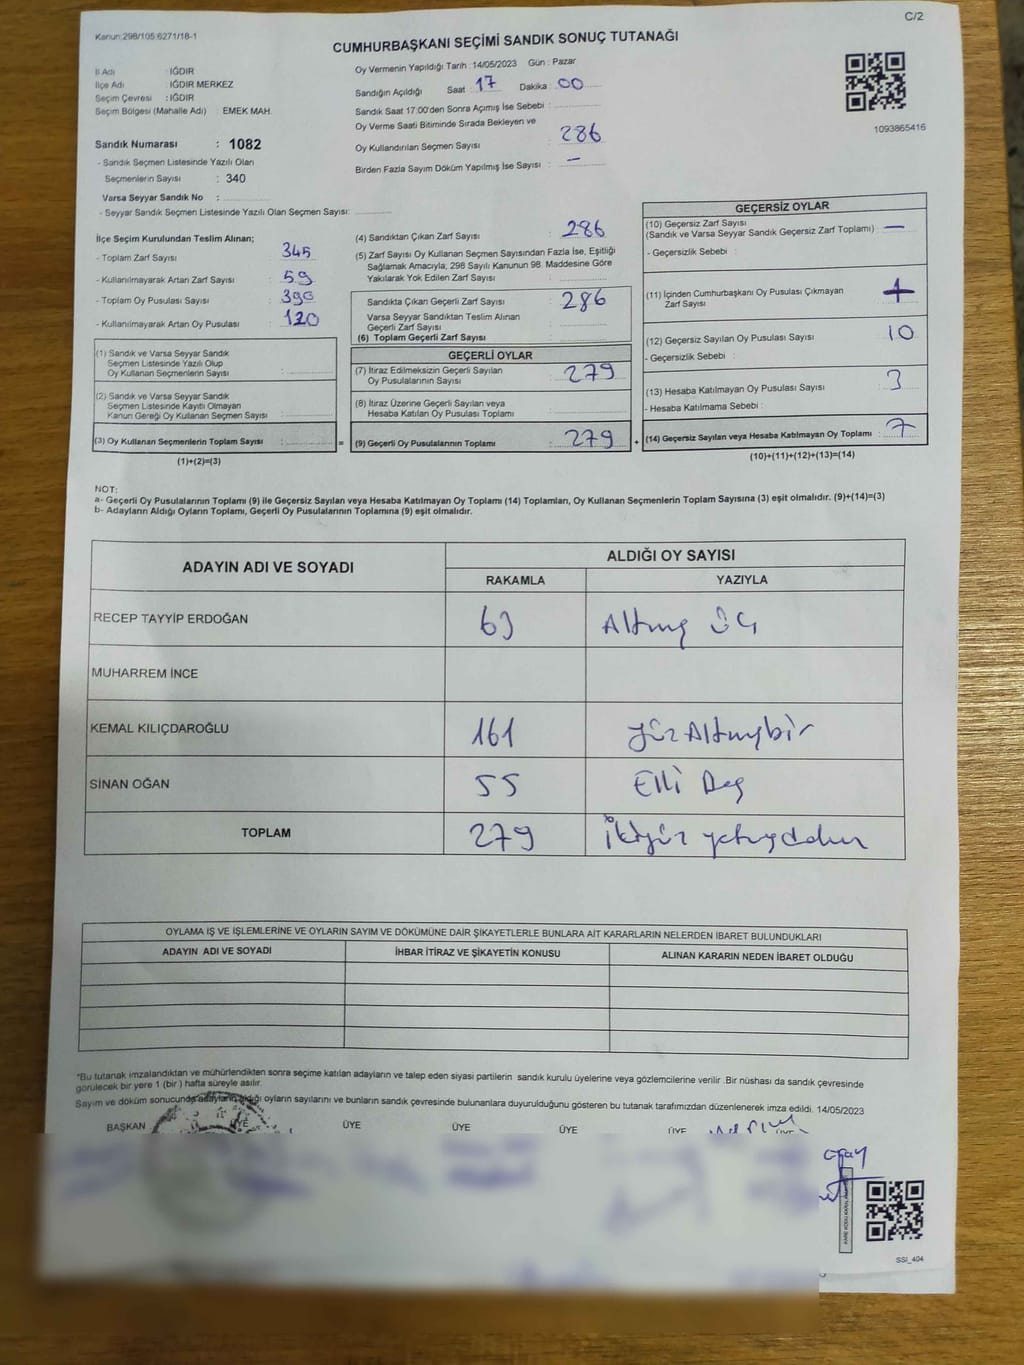 C/2
Kanun:298/105:6271/18-1
CUMHURBAŞKANI SEÇİMİ SANDIK SONUÇ TUTANAĞI
İl Adı : IĞDIR
İlçe Adı : IĞDIR MERKEZ
Seçim Çevresi : IĞDIR
Seçim Bölgesi (Mahalle Adı) : EMEK MAH.
Sandık Numarası : 1082
- Sandık Seçmen Listesinde Yazılı Olan
Seçmenlerin Sayısı : 340
Varsa Seyyar Sandık No :
- Seyyar Sandık Seçmen Listesinde Yazılı Olan Seçmen Sayısı:
Oy Vermenin Yapıldığı Tarih : 14/05/2023 Gün : Pazar
Sandığın Açıldığı Saat : 17 Dakika : 00
Sandık Saat 17:00'den Sonra Açımış İse Sebebi :
Oy Verme Saati Bitiminde Sırada Bekleyen ve
Oy Kullandırılan Seçmen Sayısı : 286
Birden Fazla Sayım Döküm Yapılmış İse Sayısı : –
1093865416
İlçe Seçim Kurulundan Teslim Alınan;
- Toplam Zarf Sayısı : 345
- Kullanılmayarak Artan Zarf Sayısı : 59
- Toplam Oy Pusulası Sayısı : 390
- Kullanılmayarak Artan Oy Pusulası : 120
(1) Sandık ve Varsa Seyyar Sandık
Seçmen Listesinde Yazılı Olup
Oy Kullanan Seçmenlerin Sayısı :
(2) Sandık ve Varsa Seyyar Sandık
Seçmen Listesinde Kayıtlı Olmayan
Kanun Gereği Oy Kullanan Seçmen Sayısı :
(3) Oy Kullanan Seçmenlerin Toplam Sayısı : =
(1)+(2)=(3)
(4) Sandıktan Çıkan Zarf Sayısı : 286
(5) Zarf Sayısı Oy Kullanan Seçmen Sayısından Fazla İse, Eşitliği
Sağlamak Amacıyla, 298 Sayılı Kanunun 98. Maddesine Göre
Yakılarak Yok Edilen Zarf Sayısı :
Sandıkta Çıkan Geçerli Zarf Sayısı : 286
Varsa Seyyar Sandıktan Teslim Alınan
Geçerli Zarf Sayısı :
(6) Toplam Geçerli Zarf Sayısı :
GEÇERLİ OYLAR
(7) İtiraz Edilmeksizin Geçerli Sayılan
Oy Pusulalarının Sayısı : 279
(8) İtiraz Üzerine Geçerli Sayılan veya
Hesaba Katılan Oy Pusulası Toplamı :
(9) Geçerli Oy Pusulalarının Toplamı : 279 +
GEÇERSİZ OYLAR
(10) Geçersiz Zarf Sayısı
(Sandık ve Varsa Seyyar Sandık Geçersiz Zarf Toplamı) : –
- Geçersizlik Sebebi :
(11) İçinden Cumhurbaşkanı Oy Pusulası Çıkmayan
Zarf Sayısı :
(12) Geçersiz Sayılan Oy Pusulası Sayısı : 10
- Geçersizlik Sebebi :
(13) Hesaba Katılmayan Oy Pusulası Sayısı : 3
- Hesaba Katılmama Sebebi :
(14) Geçersiz Sayılan veya Hesaba Katılmayan Oy Toplamı : 7
(10)+(11)+(12)+(13)=(14)
NOT:
a- Geçerli Oy Pusulalarının Toplamı (9) ile Geçersiz Sayılan veya Hesaba Katılmayan Oy Toplamı (14) Toplamları, Oy Kullanan Seçmenlerin Toplam Sayısına (3) eşit olmalıdır. (9)+(14)=(3)
b- Adayların Aldığı Oyların Toplamı, Geçerli Oy Pusulalarının Toplamına (9) eşit olmalıdır.
ADAYIN ADI VE SOYADI
ALDIĞI OY SAYISI
RAKAMLA YAZIYLA
RECEP TAYYİP ERDOĞAN 63 Altmış üç
MUHARREM İNCE
KEMAL KILIÇDAROĞLU 161 yüzAltmışbir
SİNAN OĞAN 55 Elli Beş
TOPLAM 279 İkiyüz yetmişdokuz
OYLAMA İŞ VE İŞLEMLERİNE VE OYLARIN SAYIM VE DÖKÜMÜNE DAİR ŞİKAYETLERLE BUNLARA AİT KARARLARIN NELERDEN İBARET BULUNDUKLARI
ADAYIN ADI VE SOYADI İHBAR İTİRAZ VE ŞİKAYETİN KONUSU ALINAN KARARIN NEDEN İBARET OLDUĞU
*Bu tutanak imzalandıktan ve mühürlendikten sonra seçime katılan adayların ve talep eden siyasi partilerin sandık kurulu üyelerine veya gözlemcilerine verilir .Bir nüshası da sandık çevresinde
görülecek bir yere 1 (bir ) hafta süreyle asılır.
Sayım ve döküm sonucunda adayların aldığı oyların sayılarını ve bunların sandık çevresinde bulunanlara duyurulduğunu gösteren bu tutanak tarafımızdan düzenlenerek imza edildi. 14/05/2023
BAŞKAN ÜYE ÜYE ÜYE ÜYE ÜYE ÜYE
SSI_404